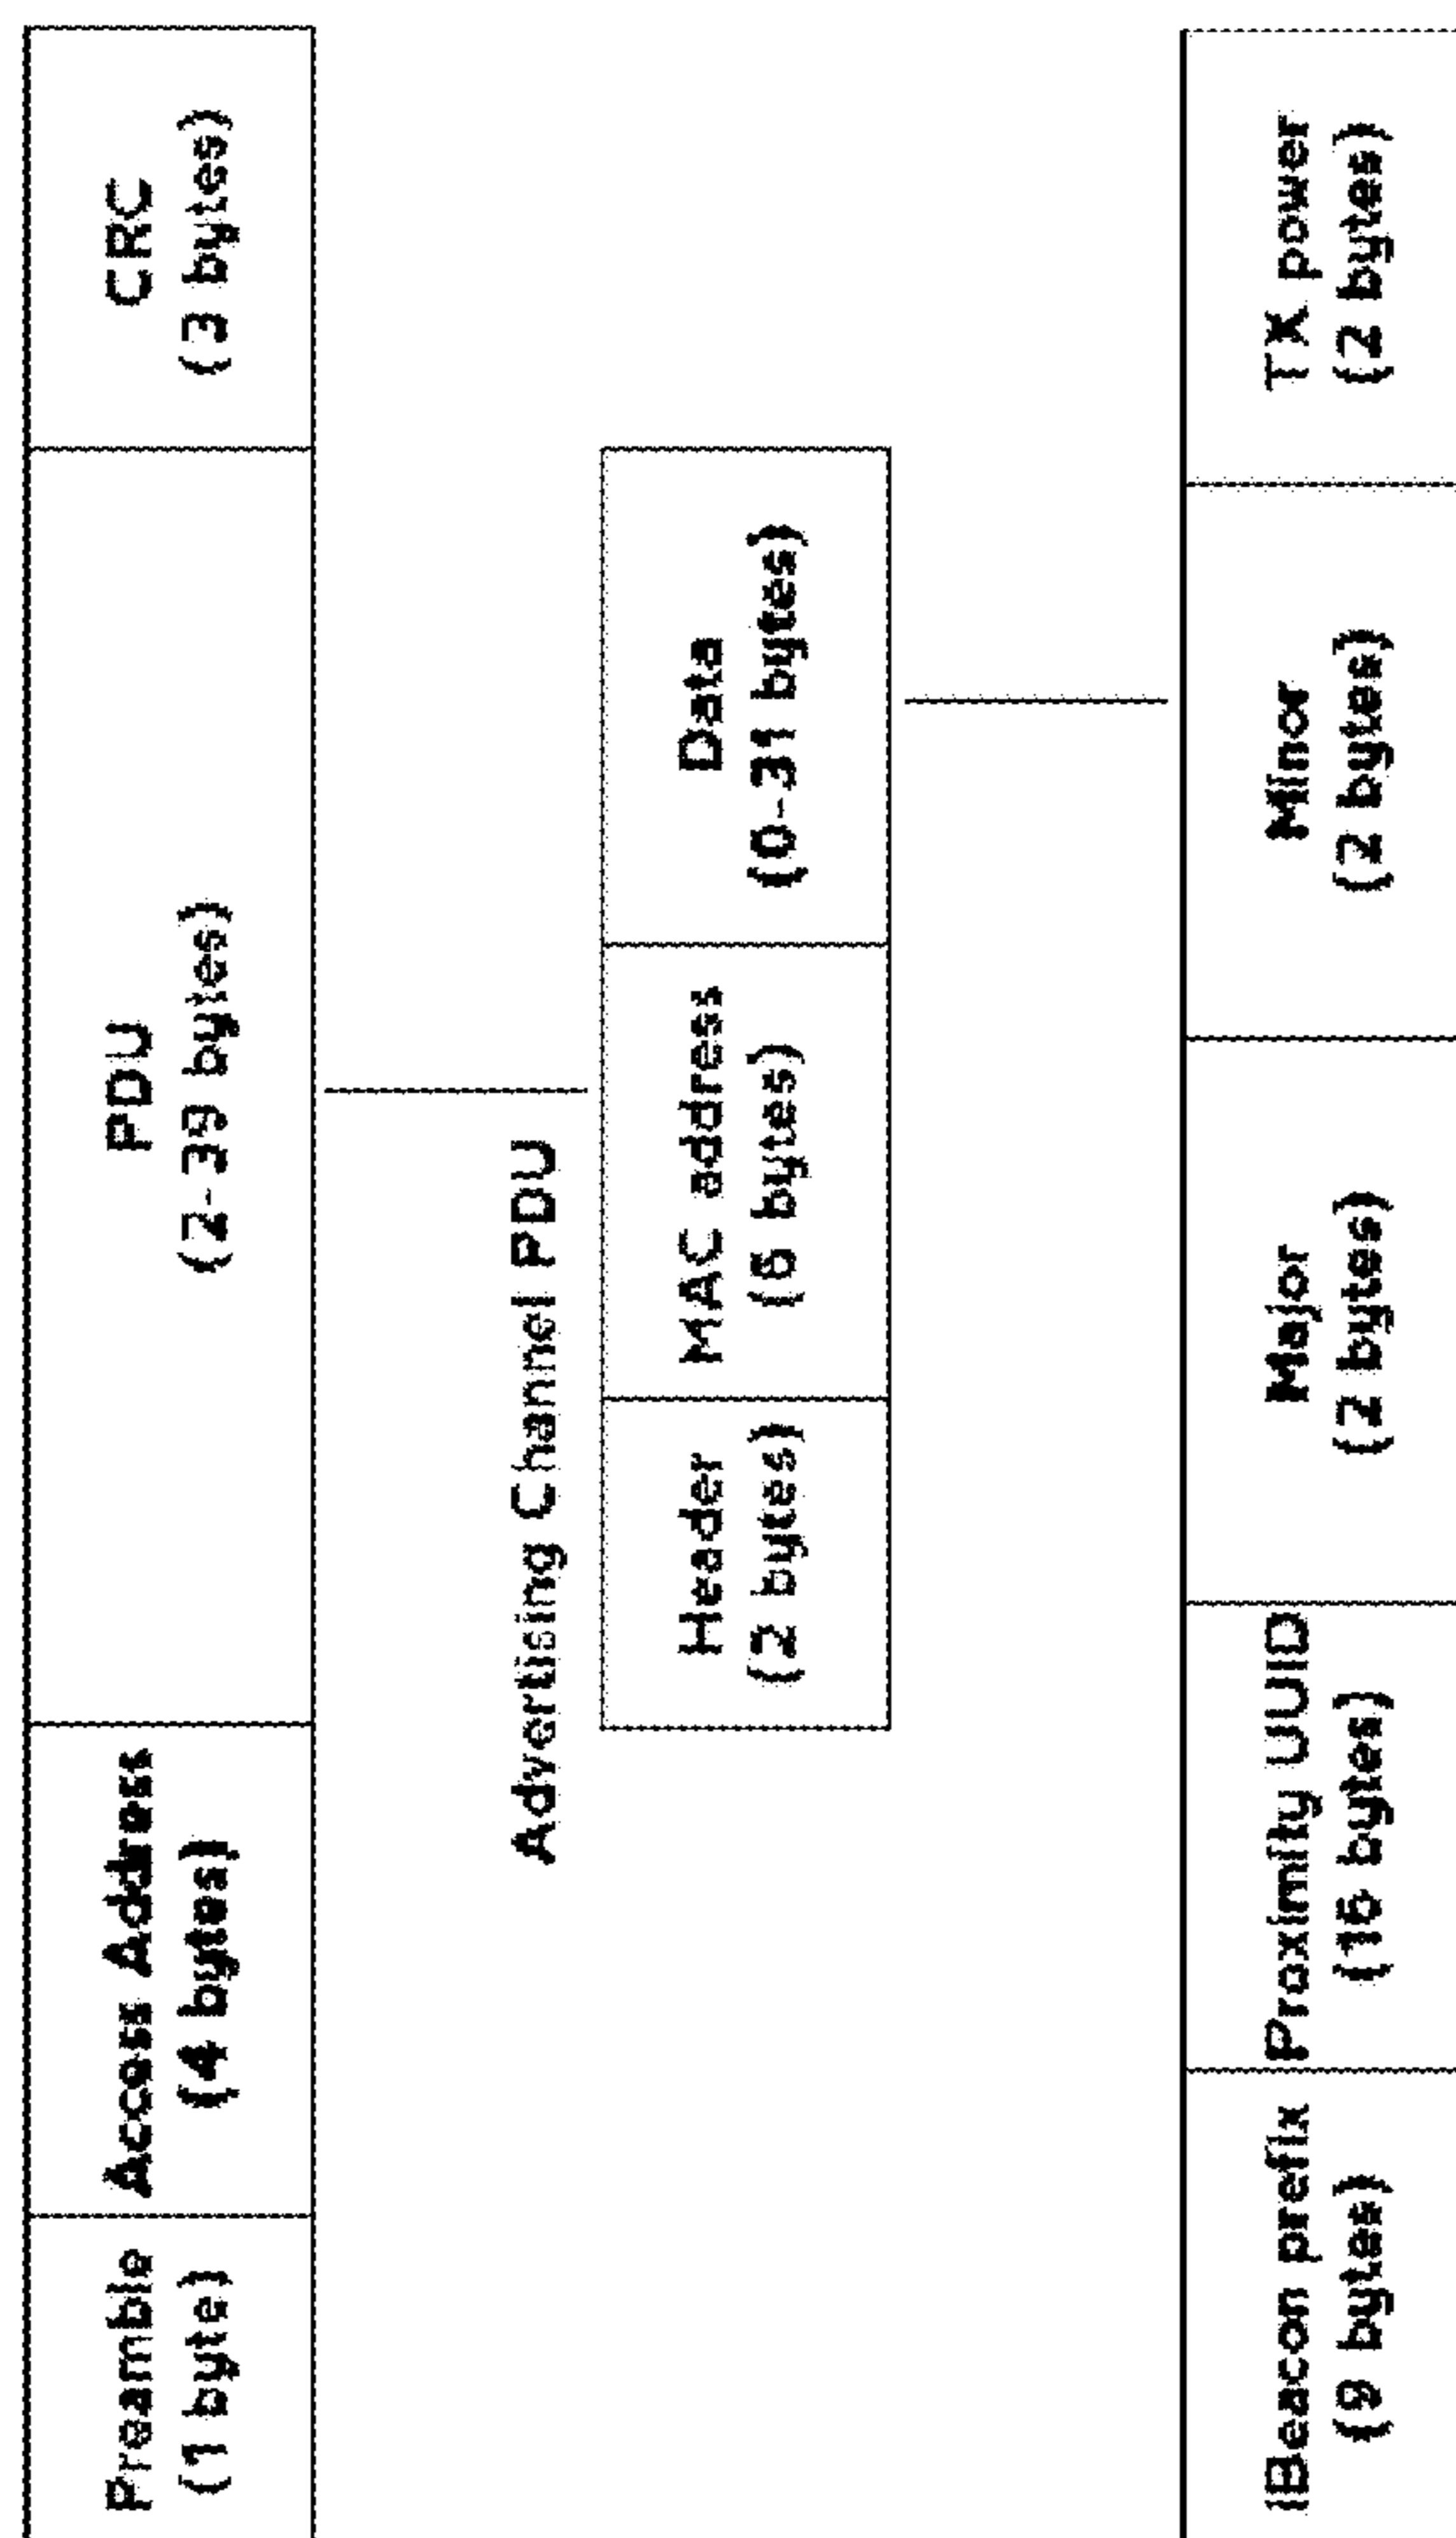 Preamble
(1 byte)
Access Address
(4 bytes)
PDU
(2-39 bytes)
CRC
(3 bytes)
Advertising Channel PDU
Header
(2 bytes)
MAC address
(6 bytes)
Data
(0-31 bytes)
iBeacon prefix
(9 bytes)
Proximity UUID
(16 bytes)
Major
(2 bytes)
Minor
(2 bytes)
TX power
(2 bytes)